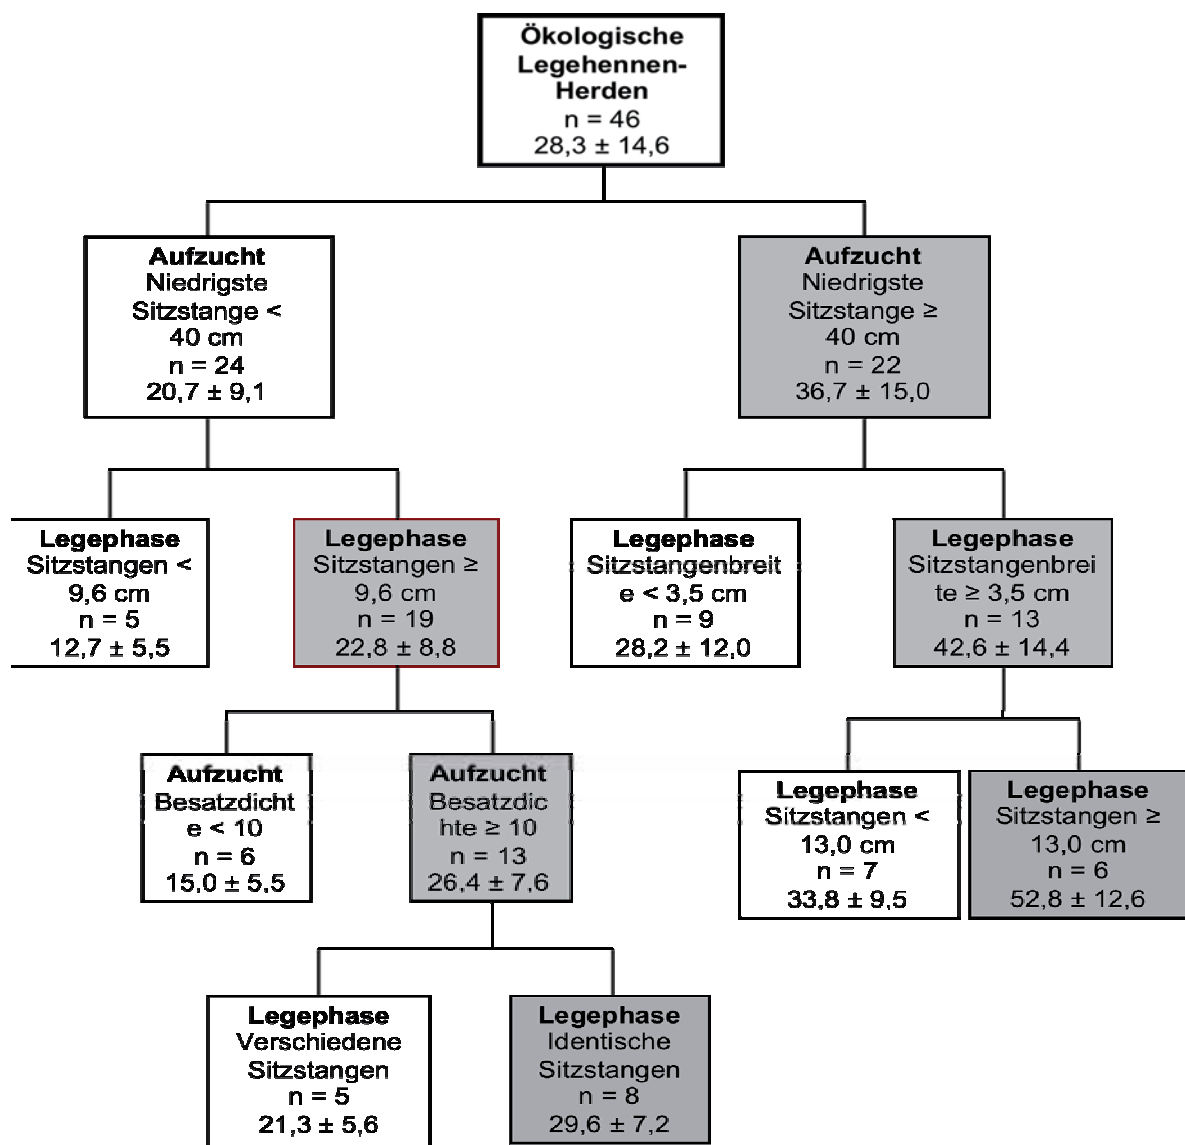 Ökologische
Legehennen-
Herden
n = 46
28,3 ± 14,6
Aufzucht
Niedrigste
Sitzstange <
40 cm
n = 24
20,7 ± 9,1
Aufzucht
Niedrigste
Sitzstange ≥
40 cm
n = 22
36,7 ± 15,0
Legephase
Sitzstangen <
9,6 cm
n = 5
12,7 ± 5,5
Legephase
Sitzstangen ≥
9,6 cm
n = 19
22,8 ± 8,8
Legephase
Sitzstangenbreit
e < 3,5 cm
n = 9
28,2 ± 12,0
Legephase
Sitzstangenbrei
te ≥ 3,5 cm
n = 13
42,6 ± 14,4
Aufzucht
Besatzdicht
e < 10
n = 6
15,0 ± 5,5
Aufzucht
Besatzdic
hte ≥ 10
n = 13
26,4 ± 7,6
Legephase
Sitzstangen <
13,0 cm
n = 7
33,8 ± 9,5
Legephase
Sitzstangen ≥
13,0 cm
n = 6
52,8 ± 12,6
Legephase
Verschiedene
Sitzstangen
n = 5
21,3 ± 5,6
Legephase
Identische
Sitzstangen
n = 8
29,6 ± 7,2